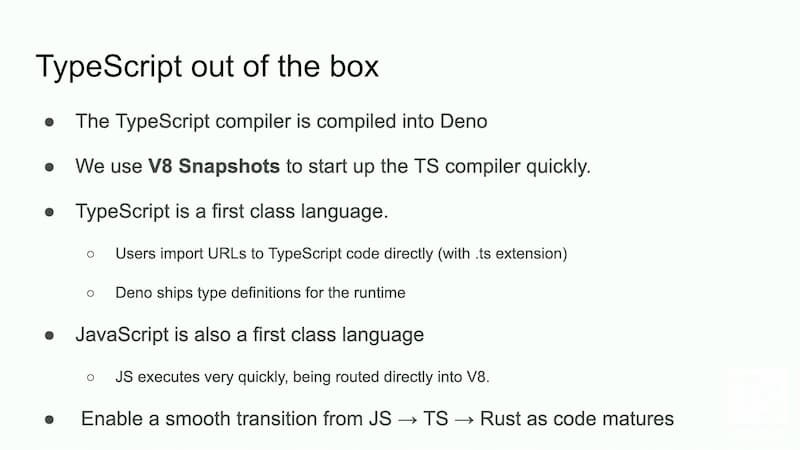 TypeScript out of the box
● The TypeScript compiler is compiled into Deno
● We use V8 Snapshots to start up the TS compiler quickly.
● TypeScript is a first class language.
○ Users import URLs to TypeScript code directly (with .ts extension)
○ Deno ships type definitions for the runtime
● JavaScript is also a first class language
○ JS executes very quickly, being routed directly into V8.
● Enable a smooth transition from JS → TS → Rust as code matures